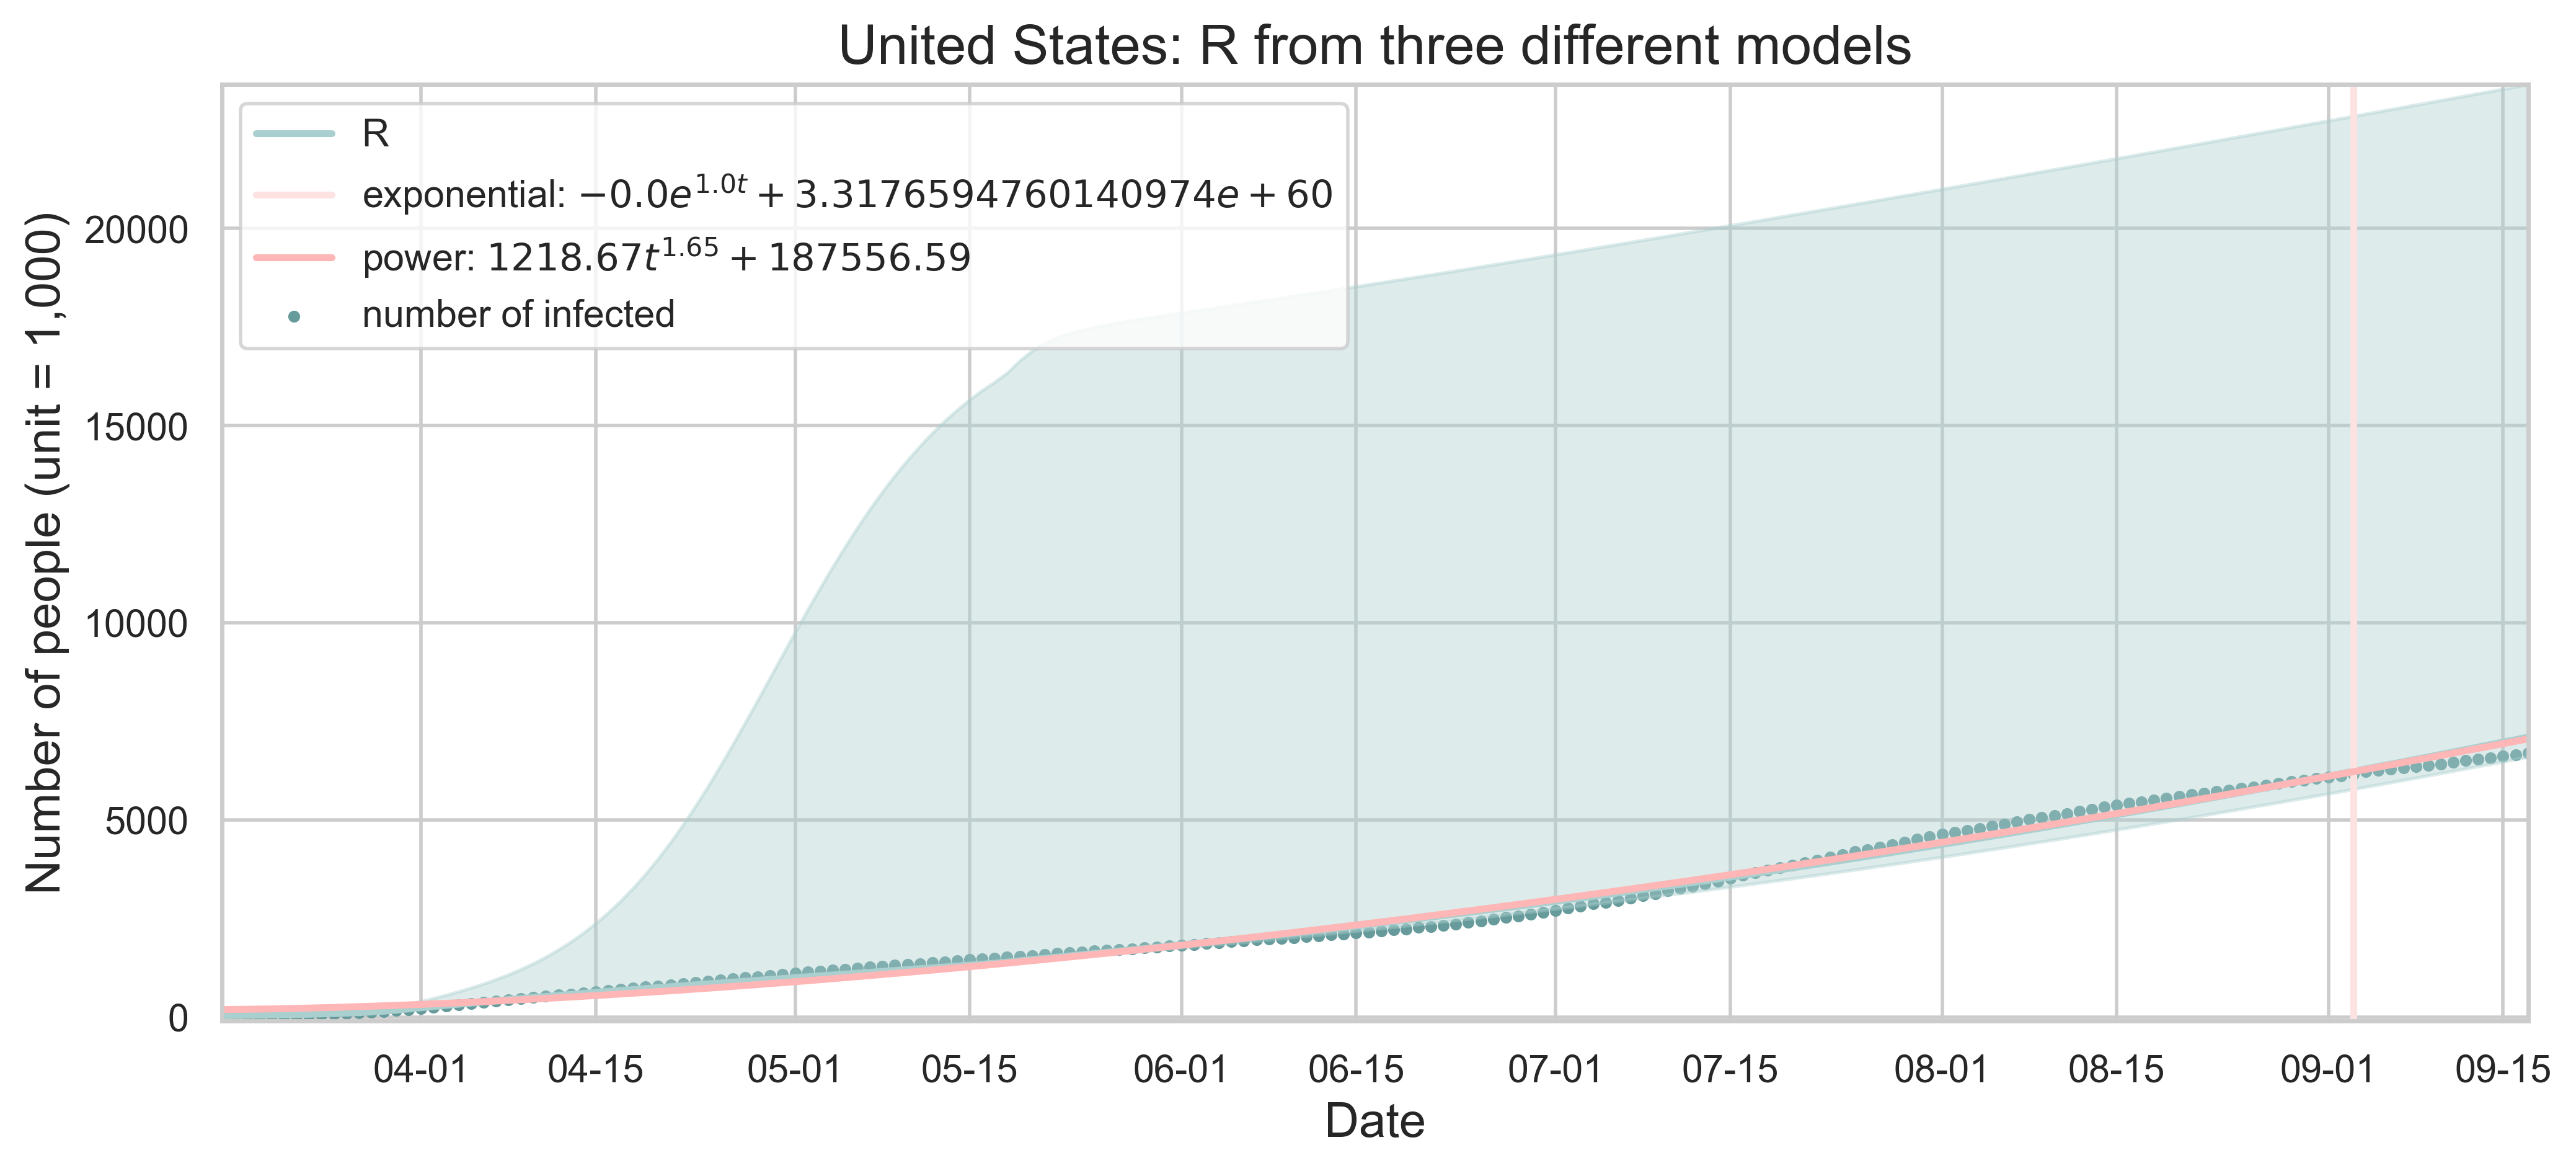 United States: R from three different models
R
exponential: −0.0e^{1.0t} + 3.3176594760140974e + 60
power: 1218.67t^{1.65} + 187556.59
number of infected
Number of people (unit = 1,000)
20000
15000
10000
5000
0
04-01 04-15 05-01 05-15 06-01 06-15 07-01 07-15 08-01 08-15 09-01 09-15
Date